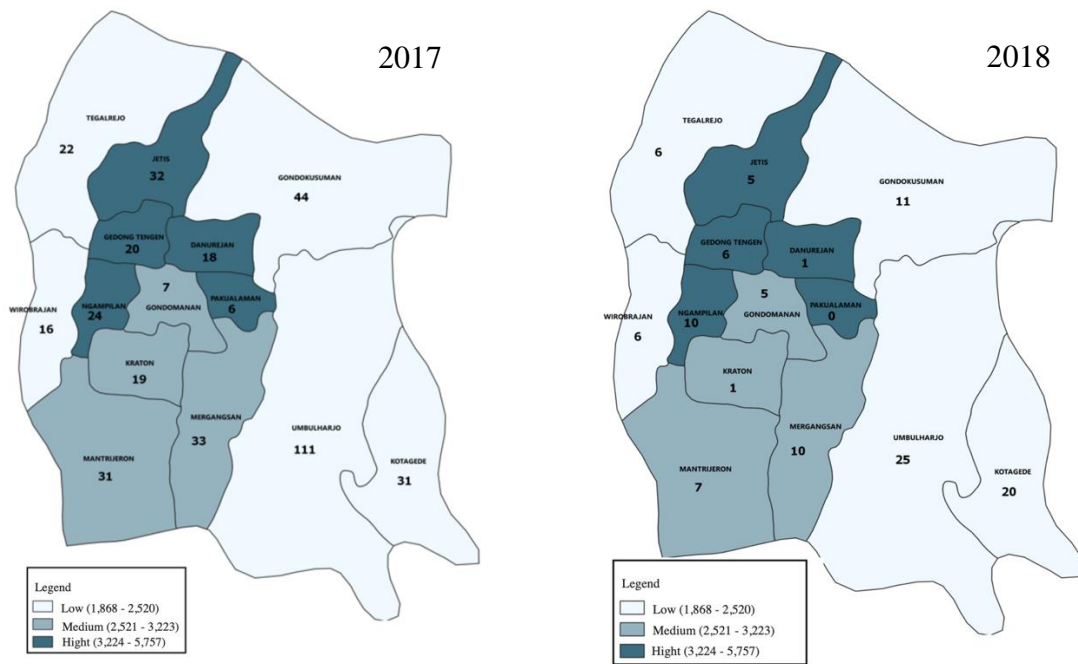 2017
TEGALREJO
22
JETIS
32
GONDOKUSUMAN
44
GEDONG TENGEN
20
DANUREJAN
18
7
GONDOMANAN
PAKUALAMAN
6
NGAMPILAN
24
WIROBRAJAN
16
KRATON
19
MERGANGSAN
33
UMBULHARJO
111
MANTRIJERON
31
KOTAGEDE
31
Legend
Low (1,868 - 2,520)
Medium (2,521 - 3,223)
Hight (3,224 - 5,757)
2018
TEGALREJO
6
JETIS
5
GONDOKUSUMAN
11
GEDONG TENGEN
6
DANUREJAN
1
5
GONDOMANAN
PAKUALAMAN
0
NGAMPILAN
10
WIROBRAJAN
6
KRATON
1
MERGANGSAN
10
UMBULHARJO
25
MANTRIJERON
7
KOTAGEDE
20
Legend
Low (1,868 - 2,520)
Medium (2,521 - 3,223)
Hight (3,224 - 5,757)